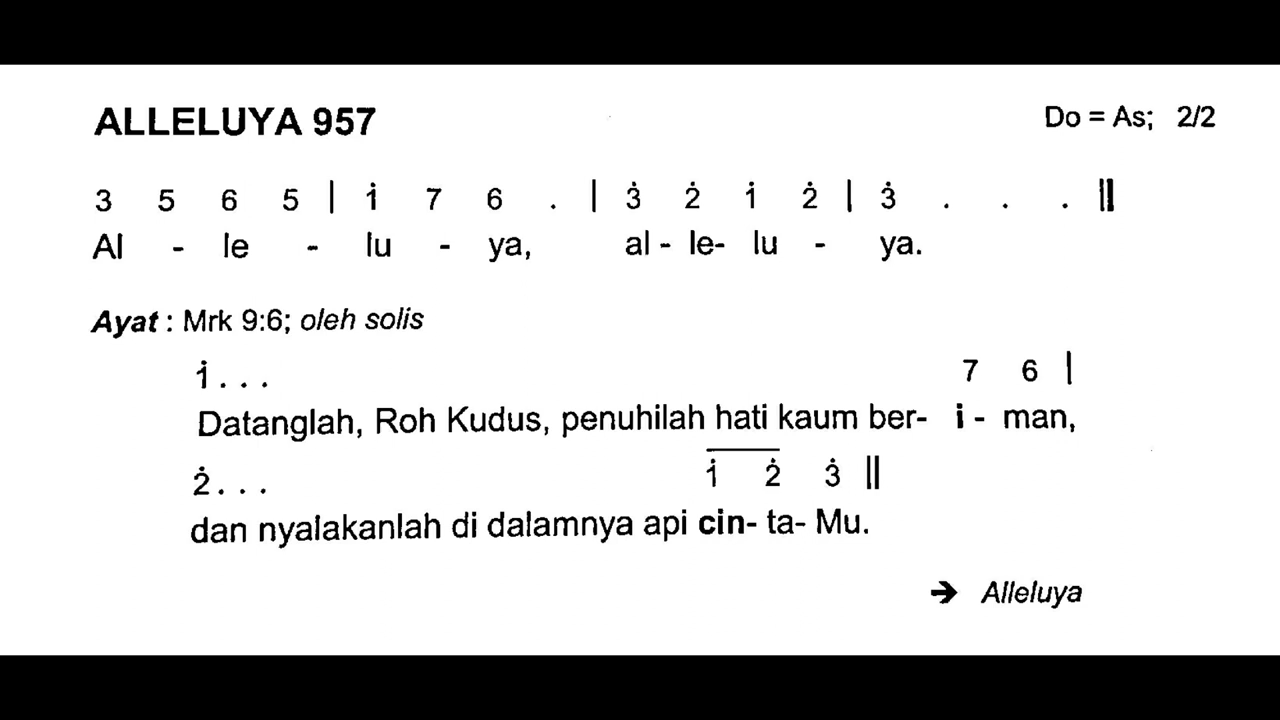 ALLELUYA 957 Do = As; 2/2
3 5 6 5 | 1̇ 7 6 . | 3̇ 2̇ 1̇ 2̇ | 3̇ . . . ||
Al - le - lu - ya, al - le- lu - ya.
Ayat : Mrk 9:6; oleh solis
1̇ . . . 7 6 |
Datanglah, Roh Kudus, penuhilah hati kaum ber- i - man,
2̇ . . . 1̇ 2̇ 3̇ ||
dan nyalakanlah di dalamnya api cin- ta- Mu.
→ Alleluya